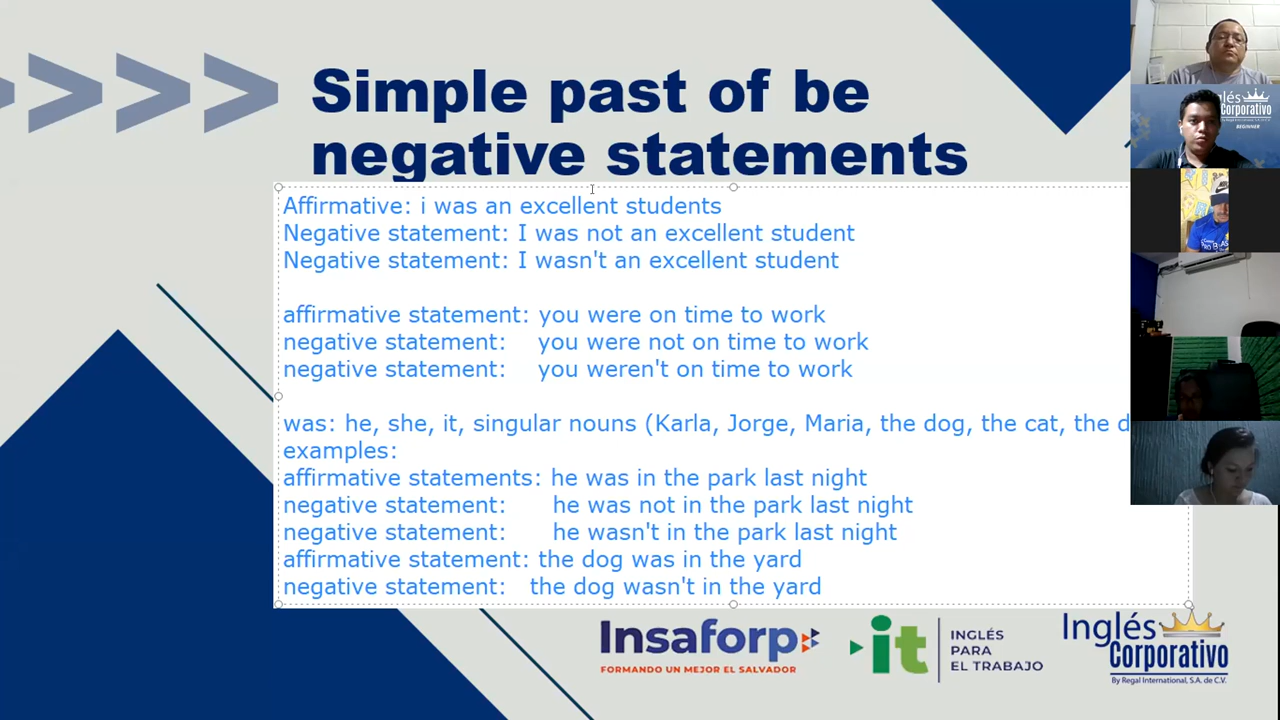 Simple past of be
negative statements
Affirmative: i was an excellent students
Negative statement: I was not an excellent student
Negative statement: I wasn't an excellent student
affirmative statement: you were on time to work
negative statement: you were not on time to work
negative statement: you weren't on time to work
was: he, she, it, singular nouns (Karla, Jorge, Maria, the dog, the cat, the
examples:
affirmative statements: he was in the park last night
negative statement: he was not in the park last night
negative statement: he wasn't in the park last night
affirmative statement: the dog was in the yard
negative statement: the dog wasn't in the yard
Insaforp
FORMANDO UN MEJOR EL SALVADOR
it
INGLÉS
PARA
EL TRABAJO
Inglés
Corporativo
By Regal International, S.A. de C.V.
glés
Corporativo
BEGINNER